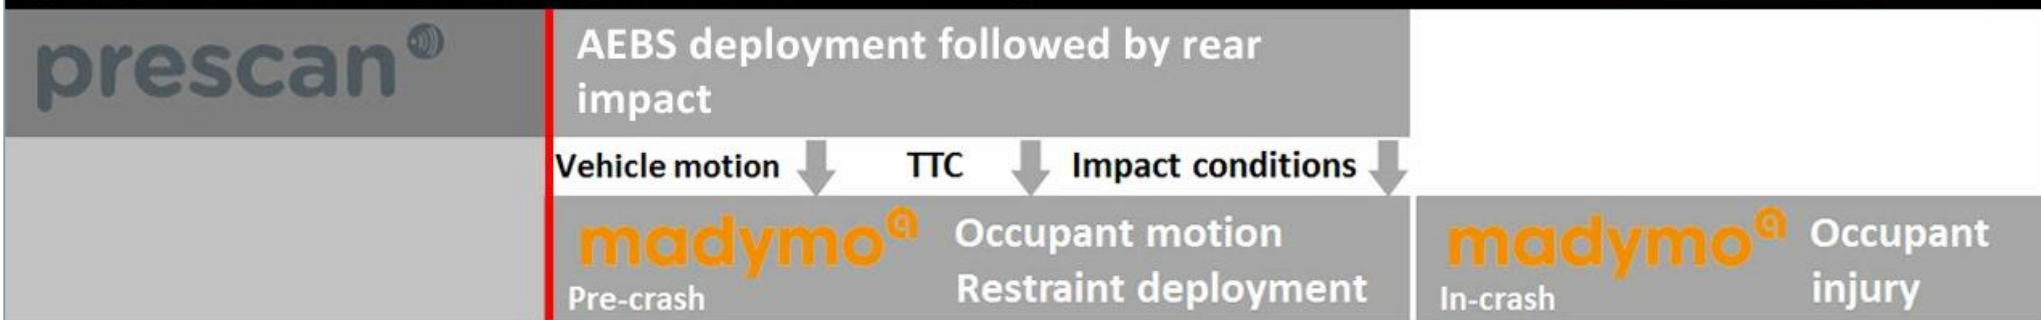 prescan
AEBS deployment followed by rear
impact
Vehicle motion TTC Impact conditions
madymo Occupant motion
Restraint deployment
Pre-crash
madymo Occupant
injury
In-crash